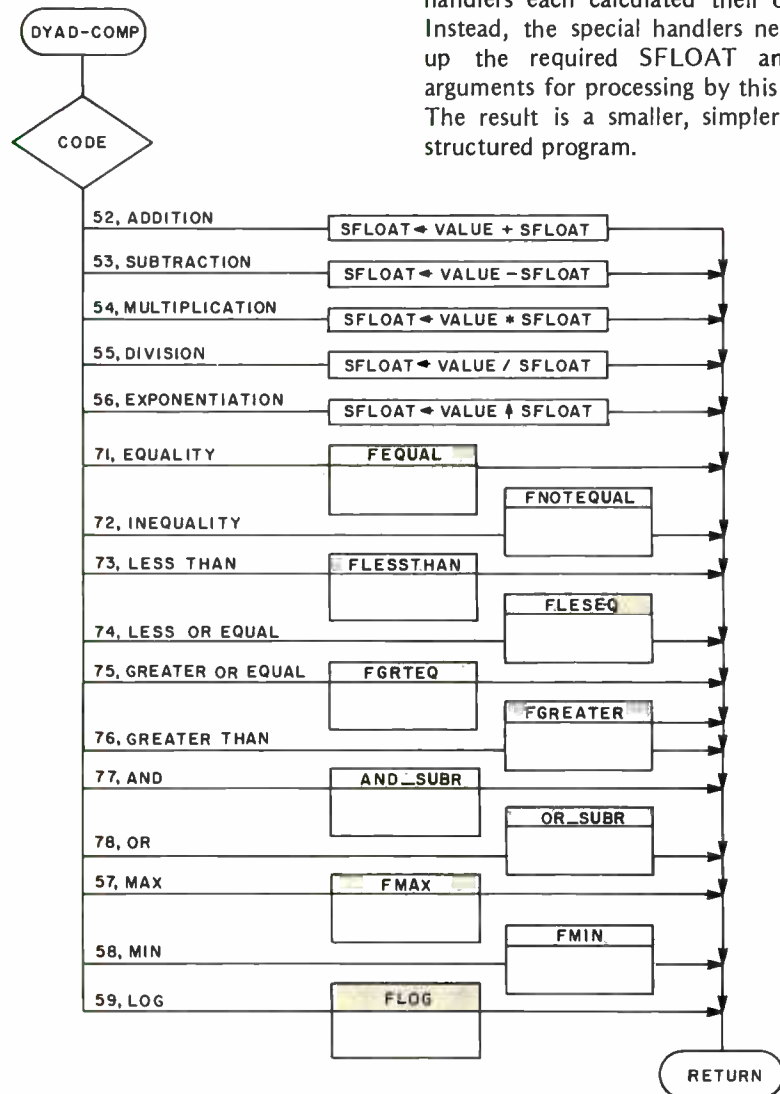 handlers each calculated their
Instead, the special handlers
up the required SFLOAT
arguments for processing by this
The result is a smaller, simpler
structured program.
DYAD-COMP
CODE
52, ADDITION
SFLOAT ← VALUE + SFLOAT
53, SUBTRACTION
SFLOAT ← VALUE - SFLOAT
54, MULTIPLICATION
SFLOAT ← VALUE * SFLOAT
55, DIVISION
SFLOAT ← VALUE / SFLOAT
56, EXPONENTIATION
SFLOAT ← VALUE ↑ SFLOAT
71, EQUALITY
FEQUAL
FNOTEQUAL
72, INEQUALITY
73, LESS THAN
FLESSTHAN
FLESEQ
74, LESS OR EQUAL
75, GREATER OR EQUAL
FGRTEQ
FGREATER
76, GREATER THAN
77, AND
AND_SUBR
OR_SUBR
78, OR
57, MAX
FMAX
FMIN
58, MIN
59, LOG
FLOG
RETURN